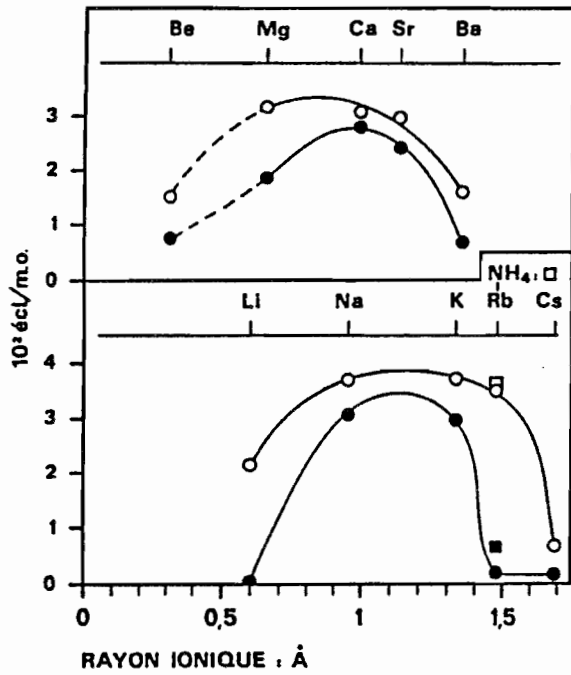 Be Mg Ca Sr Ba
3
2
1
0
NH₄: □
Li Na K Rb Cs
10² écl/m.o.
4
3
2
1
0
0 0,5 1 1,5
RAYON IONIQUE : Å